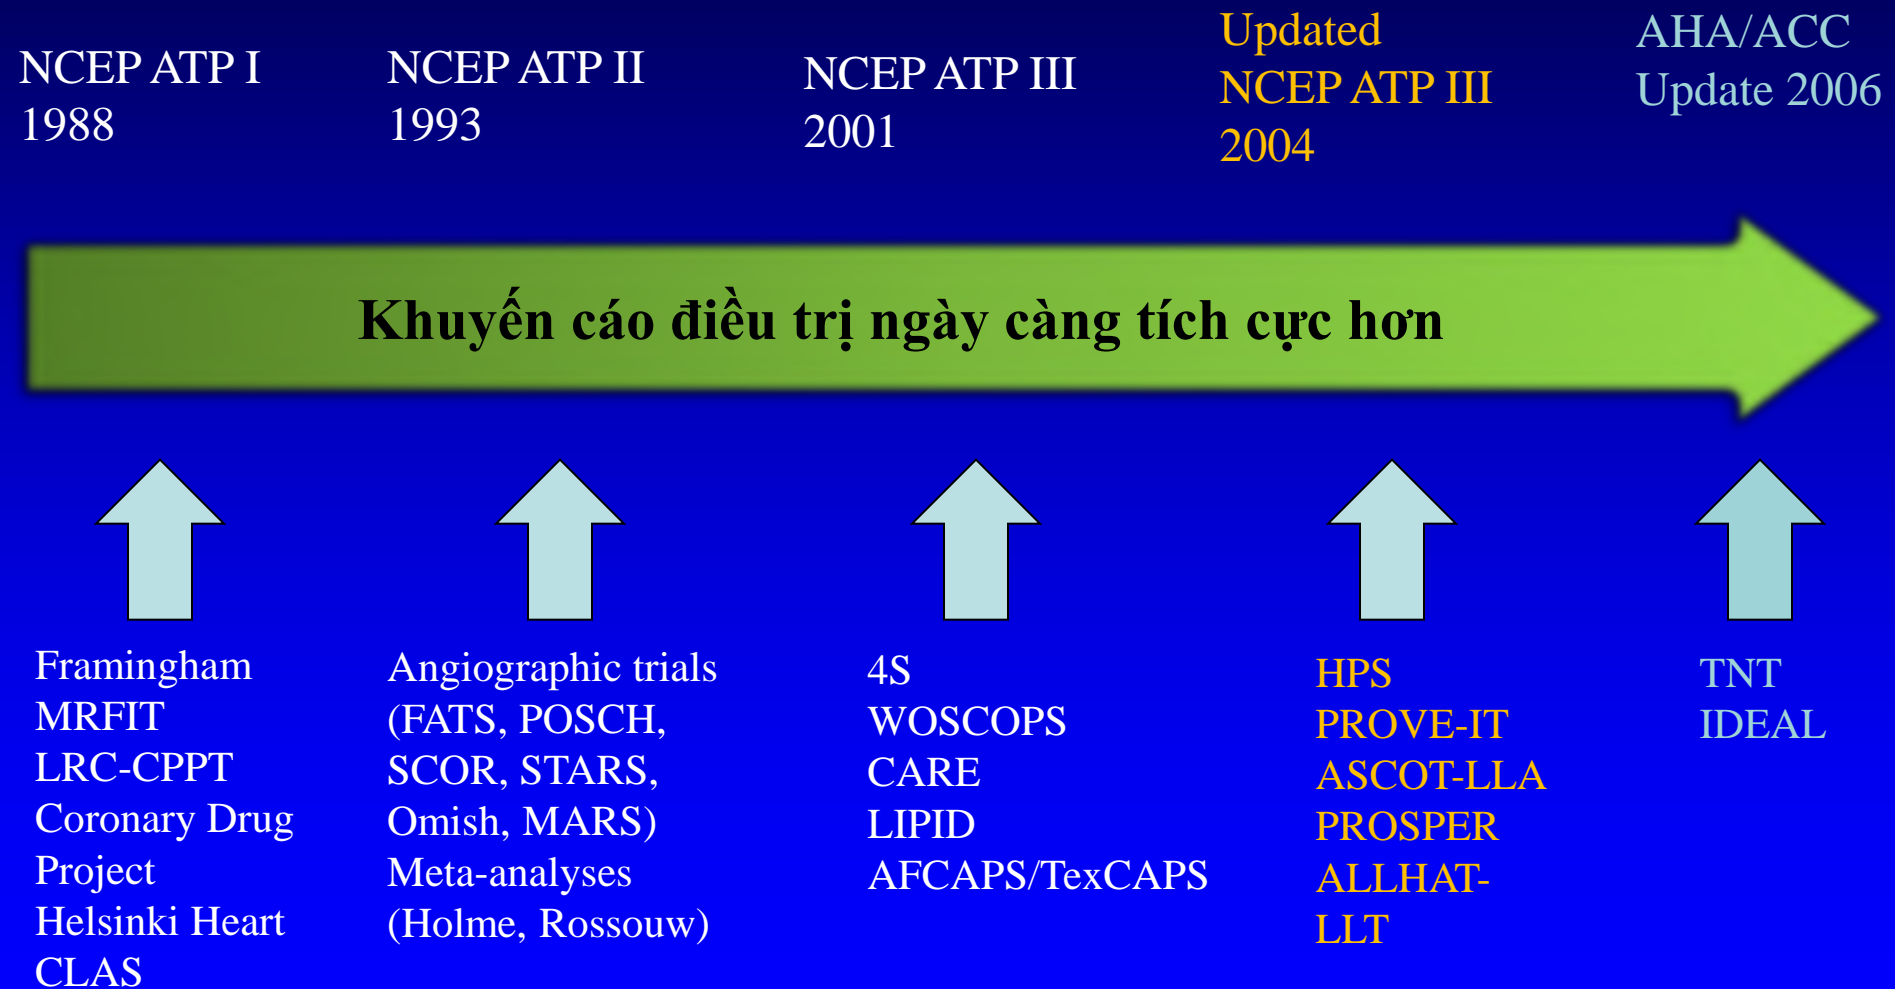 NCEP ATP I
1988
NCEP ATP II
1993
NCEP ATP III
2001
Updated
NCEP ATP III
2004
AHA/ACC
Update 2006
Khuyến cáo điều trị ngày càng tích cực hơn
Framingham
MRFIT
LRC-CPPT
Coronary Drug
Project
Helsinki Heart
CLAS
Angiographic trials
(FATS, POSCH,
SCOR, STARS,
Omish, MARS)
Meta-analyses
(Holme, Rossouw)
4S
WOSCOPS
CARE
LIPID
AFCAPS/TexCAPS
HPS
PROVE-IT
ASCOT-LLA
PROSPER
ALLHAT-
LLT
TNT
IDEAL